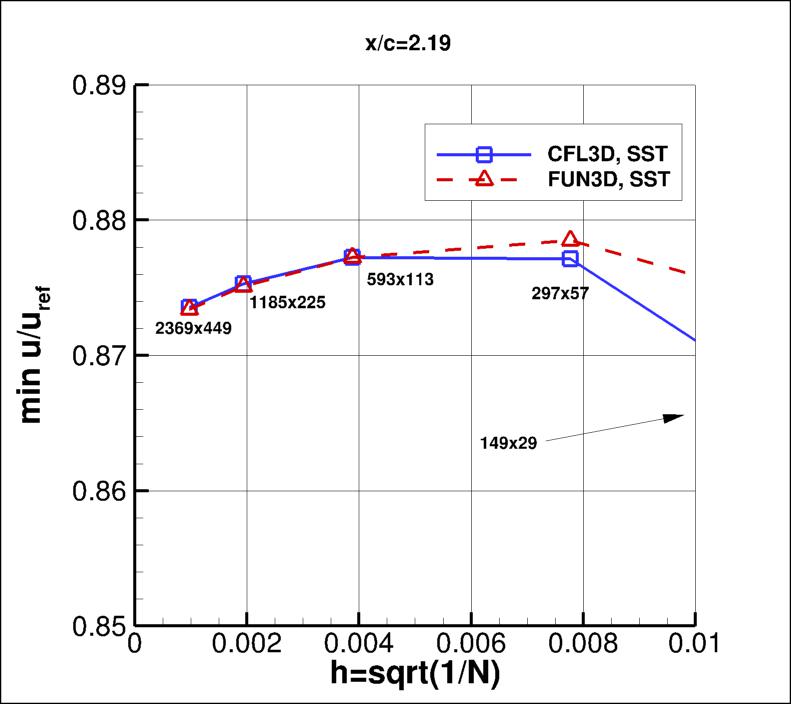 x/c=2.19
0.89
CFL3D, SST
FUN3D, SST
0.88
593x113
1185x225
297x57
2369x449
0.87
min u/uref
149x29
0.86
0.85
0 0.002 0.004 0.006 0.008 0.01
h=sqrt(1/N)